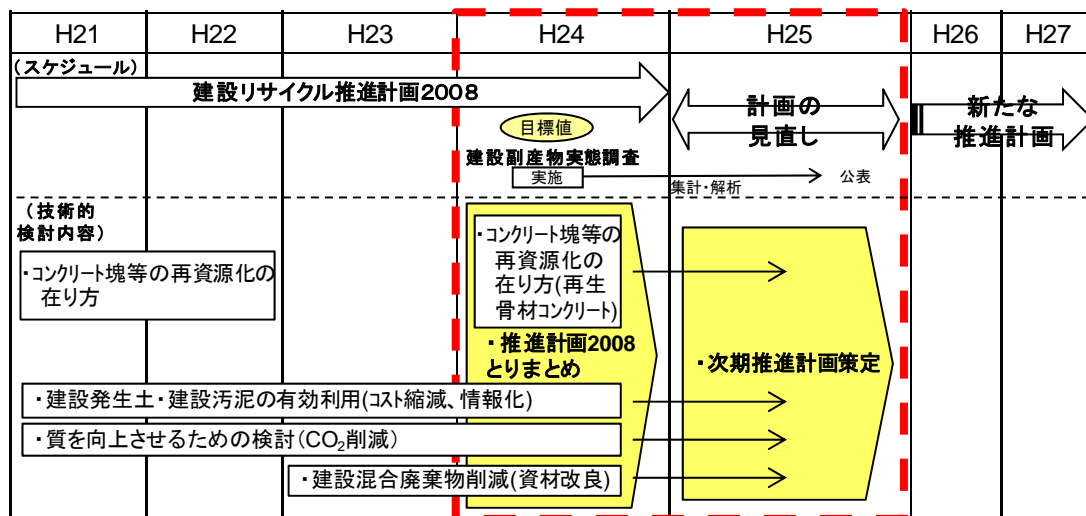 H21 H22 H23 H24 H25 H26 H27
(スケジュール)
建設リサイクル推進計画2008
計画の
見直し
新たな
推進計画
目標値
建設副産物実態調査
実施
集計・解析
公表
(技術的
検討内容)
・コンクリート塊等の再資源化の
在り方
・コンクリート塊等の
再資源化の
在り方(再生
骨材コンクリート)
・推進計画2008
とりまとめ
・次期推進計画策定
・建設発生土・建設汚泥の有効利用(コスト縮減、情報化)
・質を向上させるための検討(CO₂削減)
・建設混合廃棄物削減(資材改良)